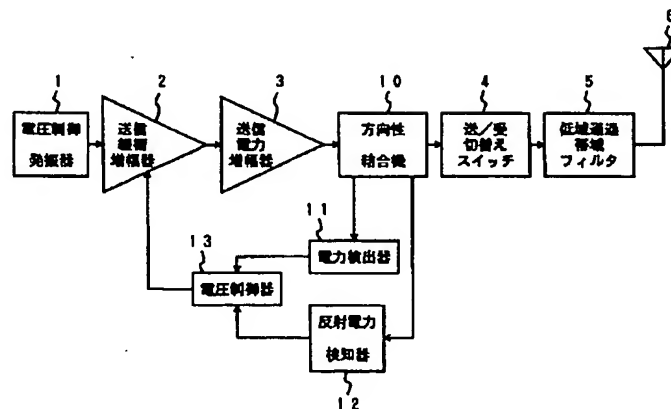 1
2
3
10
4
5
6
電圧制御
発振器
送信
緩衝
増幅器
送信
電力
増幅器
方向性
結合機
送/受
切替え
スイッチ
低域通過
帯域
フィルタ
11
電力検出器
13
電圧制御器
反射電力
検知器
12